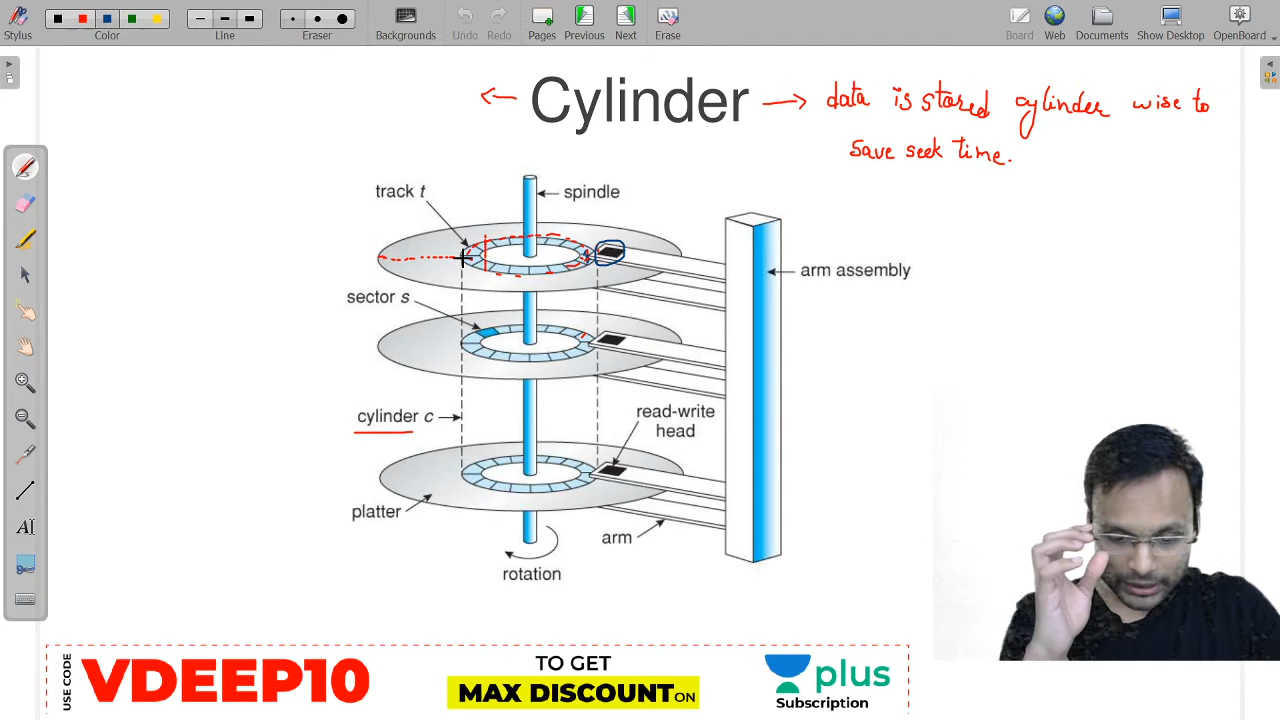 Stylus
Color
Line
Eraser
Backgrounds
Undo
Redo
Pages
Previous
Next
Erase
Board
Web
Documents
Show Desktop
OpenBoard
← Cylinder → data is stored cylinder wise to
save seek time.
track t
spindle
arm assembly
sector s
cylinder c
read-write
head
platter
arm
rotation
USE CODE
VDEEP10
TO GET
MAX DISCOUNT ON
plus
Subscription